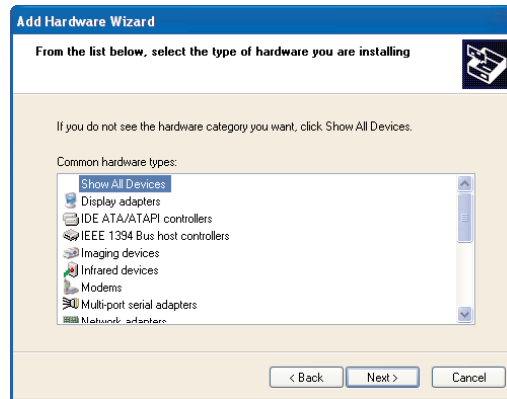 Add Hardware Wizard
From the list below, select the type of hardware you are installing
If you do not see the hardware category you want, click Show All Devices.
Common hardware types:
Show All Devices
Display adapters
IDE ATA/ATAPI controllers
IEEE 1394 Bus host controllers
Imaging devices
Infrared devices
Modems
Multi-port serial adapters
Network adapters
< Back
Next >
Cancel